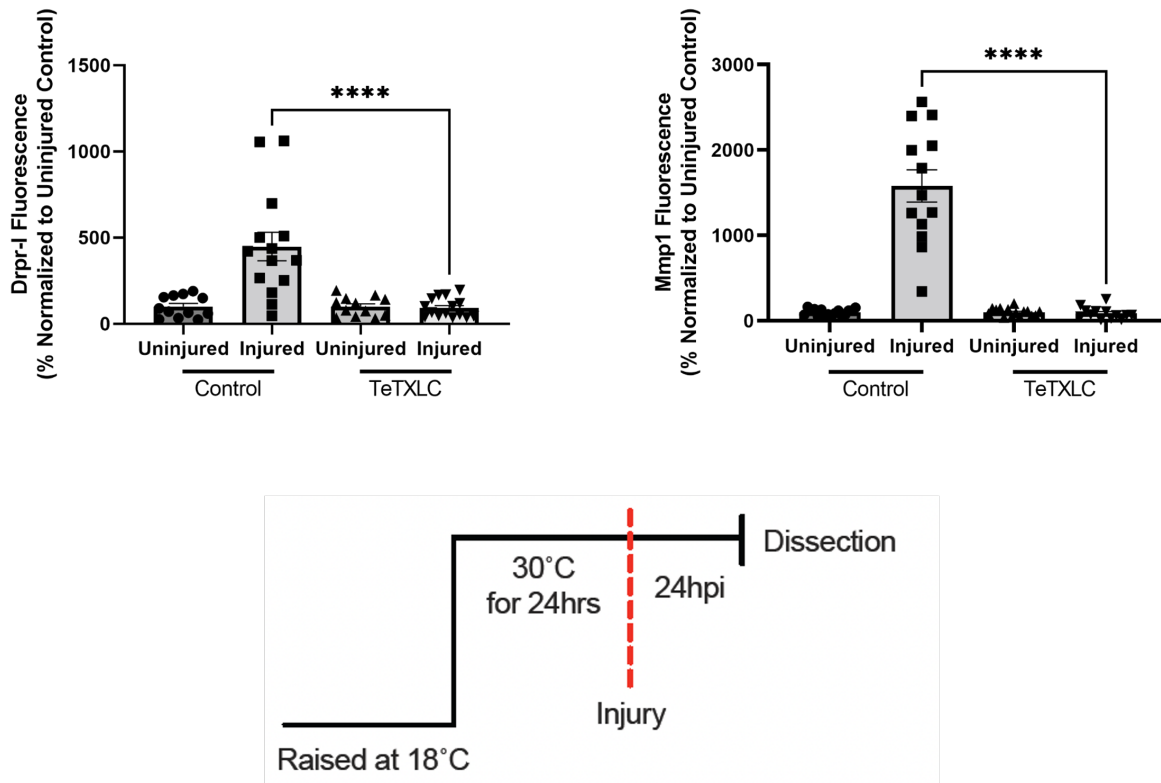 Drpr-I Fluorescence
(% Normalized to Uninjured Control)
1500
1000
500
0
****
Uninjured Injured Uninjured Injured
Control TeTXLC
Mmp1 Fluorescence
(% Normalized to Uninjured Control)
3000
2000
1000
0
****
Uninjured Injured Uninjured Injured
Control TeTXLC
30°C
for 24hrs
24hpi
Dissection
Injury
Raised at 18°C